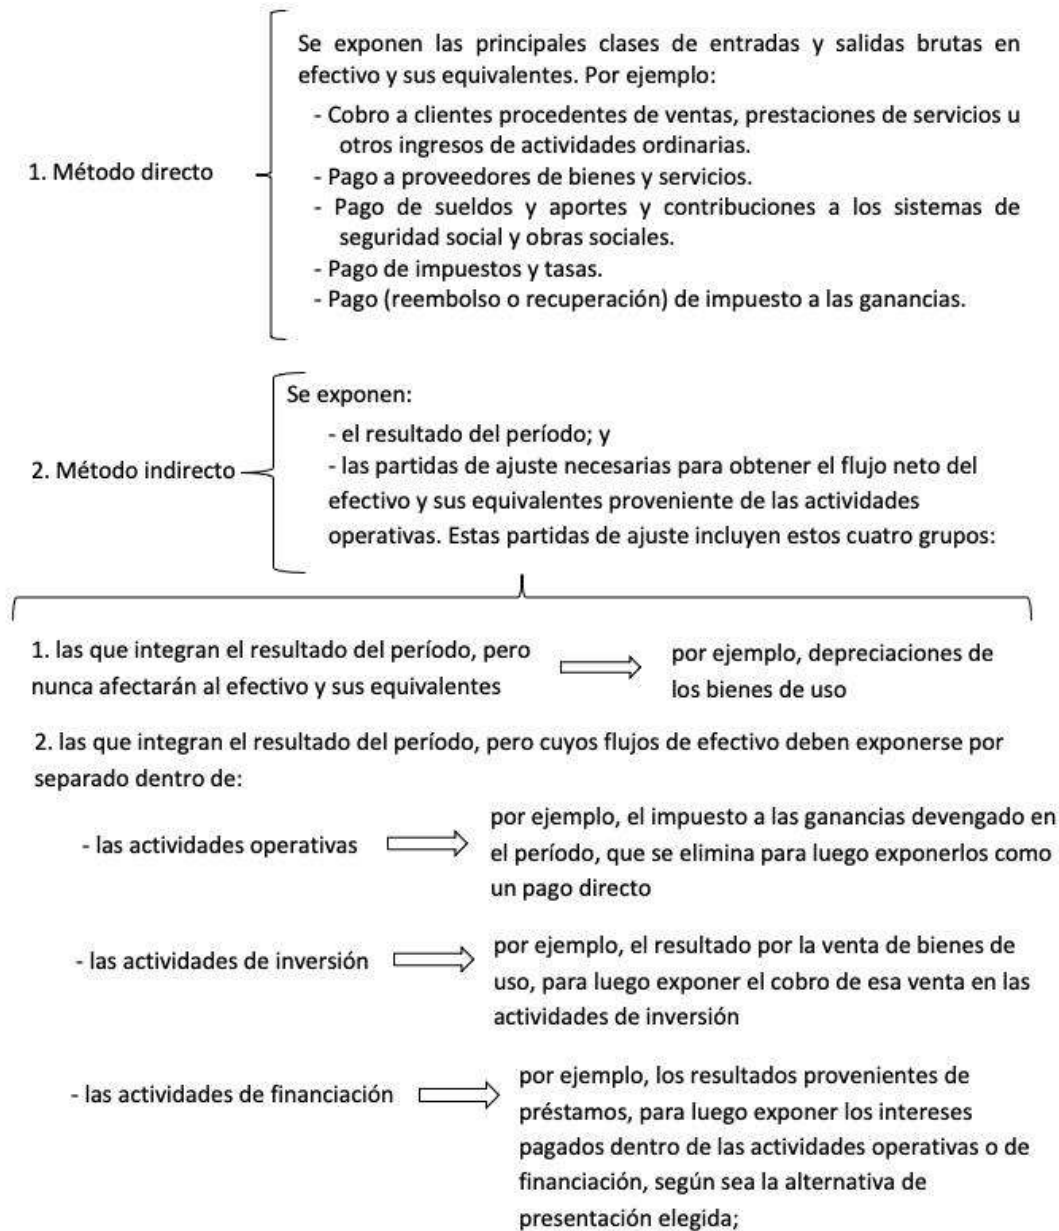 Se exponen las principales clases de entradas y salidas brutas en
efectivo y sus equivalentes. Por ejemplo:
- Cobro a clientes procedentes de ventas, prestaciones de servicios u
otros ingresos de actividades ordinarias.
1. Método directo
- Pago a proveedores de bienes y servicios.
- Pago de sueldos y aportes y contribuciones a los sistemas de
seguridad social y obras sociales.
- Pago de impuestos y tasas.
- Pago (reembolso o recuperación) de impuesto a las ganancias.
Se exponen:
- el resultado del período; y
2. Método indirecto
- las partidas de ajuste necesarias para obtener el flujo neto del
efectivo y sus equivalentes proveniente de las actividades
operativas. Estas partidas de ajuste incluyen estos cuatro grupos:
1. las que integran el resultado del período, pero
nunca afectarán al efectivo y sus equivalentes
por ejemplo, depreciaciones de
los bienes de uso
2. las que integran el resultado del período, pero cuyos flujos de efectivo deben exponerse por
separado dentro de:
- las actividades operativas
por ejemplo, el impuesto a las ganancias devengado en
el período, que se elimina para luego exponerlos como
un pago directo
- las actividades de inversión
por ejemplo, el resultado por la venta de bienes de
uso, para luego exponer el cobro de esa venta en las
actividades de inversión
- las actividades de financiación
por ejemplo, los resultados provenientes de
préstamos, para luego exponer los intereses
pagados dentro de las actividades operativas o de
financiación, según sea la alternativa de
presentación elegida;